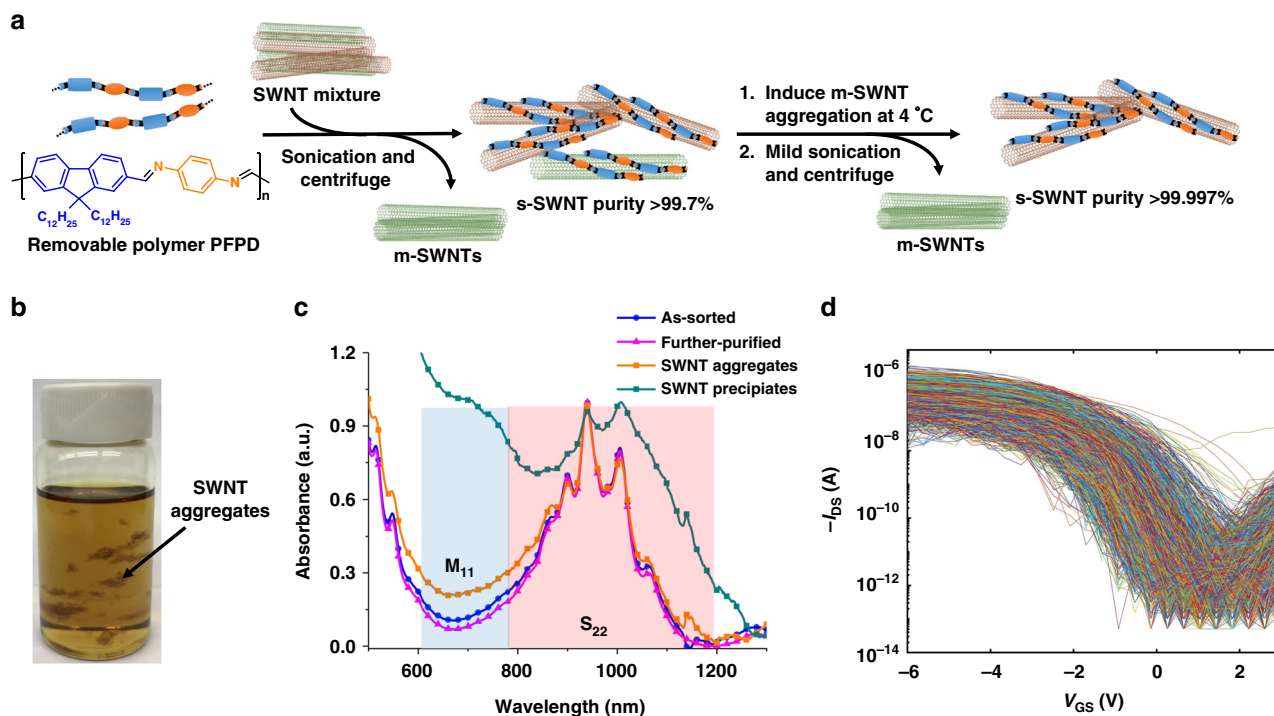 a
SWNT mixture
Sonication and
centrifuge
m-SWNTs
N
N
n
C12H25
C12H25
Removable polymer PFPD
s-SWNT purity >99.7%
1. Induce m-SWNT
aggregation at 4 °C
2. Mild sonication
and centrifuge
m-SWNTs
s-SWNT purity >99.997%
b
SWNT
aggregates
c
As-sorted
Further-purified
SWNT aggregates
SWNT precipiates
1.2
0.9
0.6
0.3
0.0
Absorbance (a.u.)
M11
S22
600 800 1000 1200
Wavelength (nm)
d
10−6
10−8
10−10
10−12
10−14
−IDS (A)
−6 −4 −2 0 2
VGS (V)